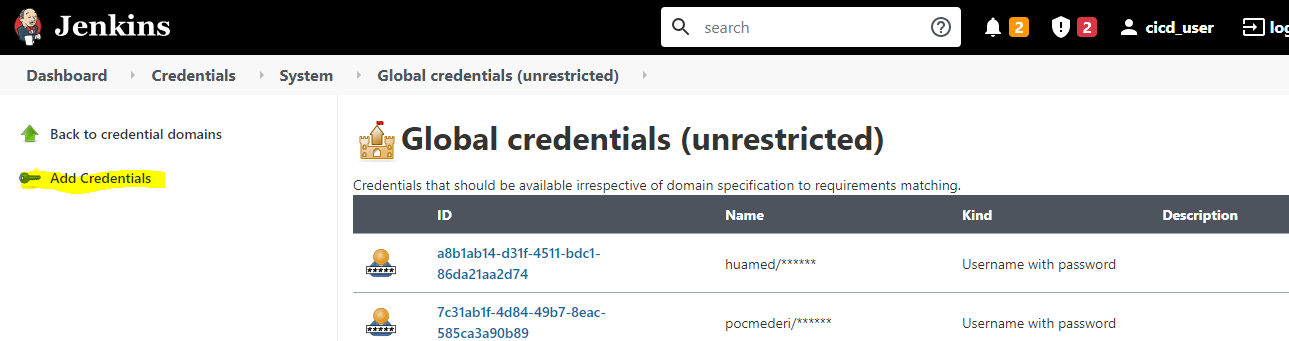 Jenkins
search
2
2
cicd_user
Dashboard Credentials System Global credentials (unrestricted)
Back to credential domains
Add Credentials
Global credentials (unrestricted)
Credentials that should be available irrespective of domain specification to requirements matching.
ID Name Kind Description
a8b1ab14-d31f-4511-bdc1-
86da21aa2d74
huamed/****** Username with password
7c31ab1f-4d84-49b7-8eac-
585ca3a90b89
pocmederi/****** Username with password